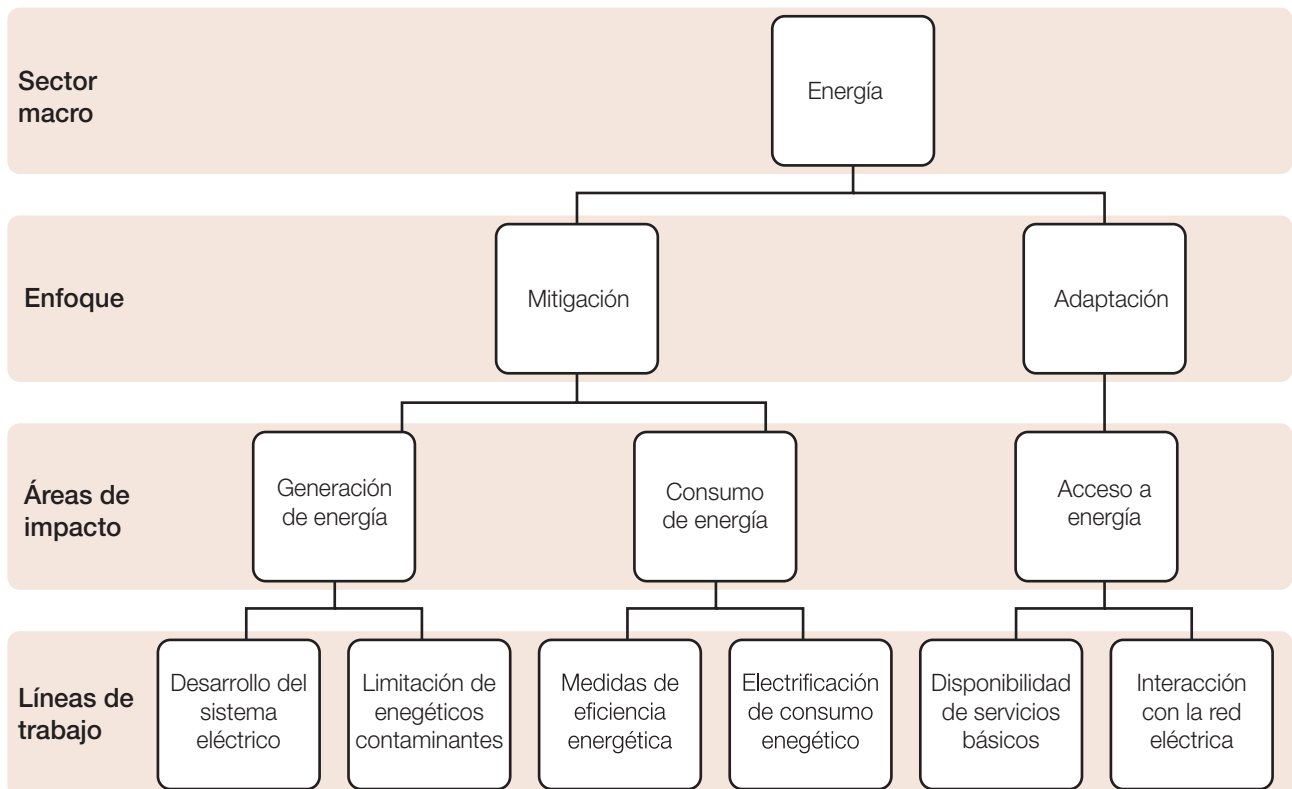 Sector
macro
Energía
Enfoque
Mitigación
Adaptación
Áreas de
impacto
Generación
de energía
Consumo
de energía
Acceso a
energía
Líneas de
trabajo
Desarrollo del
sistema
eléctrico
Limitación de
enegéticos
contaminantes
Medidas de
eficiencia
energética
Electrificación
de consumo
enegético
Disponibilidad
de servicios
básicos
Interacción
con la red
eléctrica